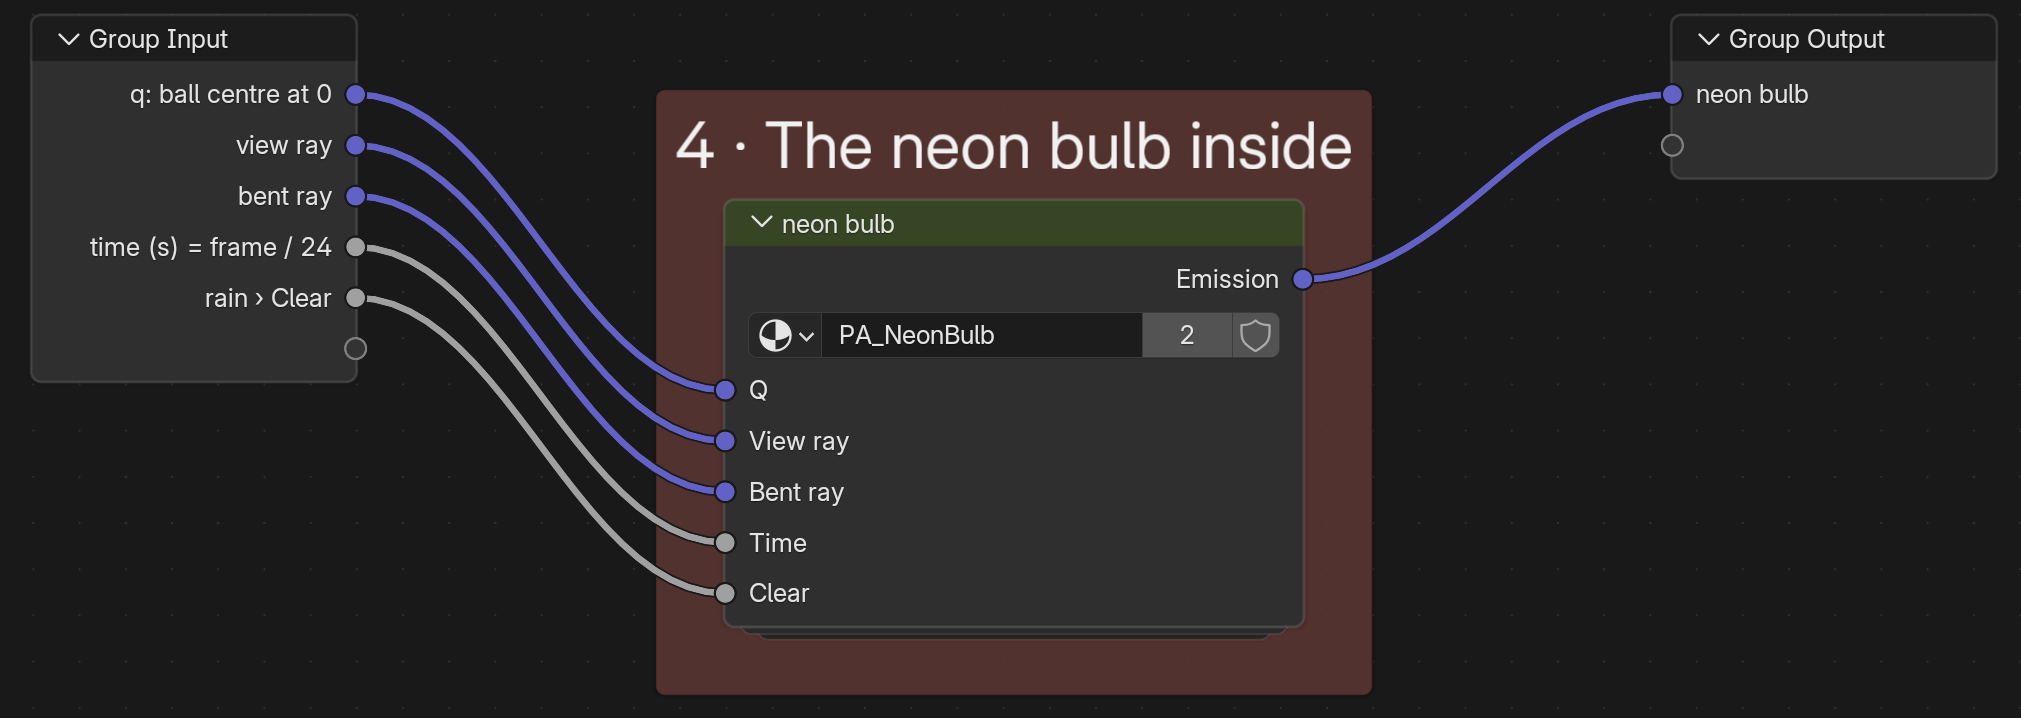 Group Input
q: ball centre at 0
view ray
bent ray
time (s) = frame / 24
rain › Clear
4 · The neon bulb inside
neon bulb
Emission
PA_NeonBulb
2
Q
View ray
Bent ray
Time
Clear
Group Output
neon bulb